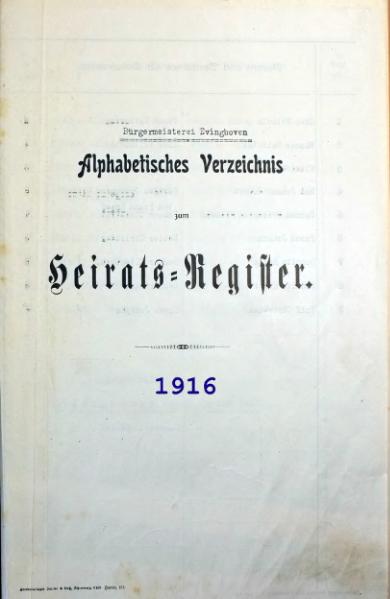 Bürgermeisterei Evinghoven
Alphabetisches Verzeichnis
zum
Heirats-Register.
1916